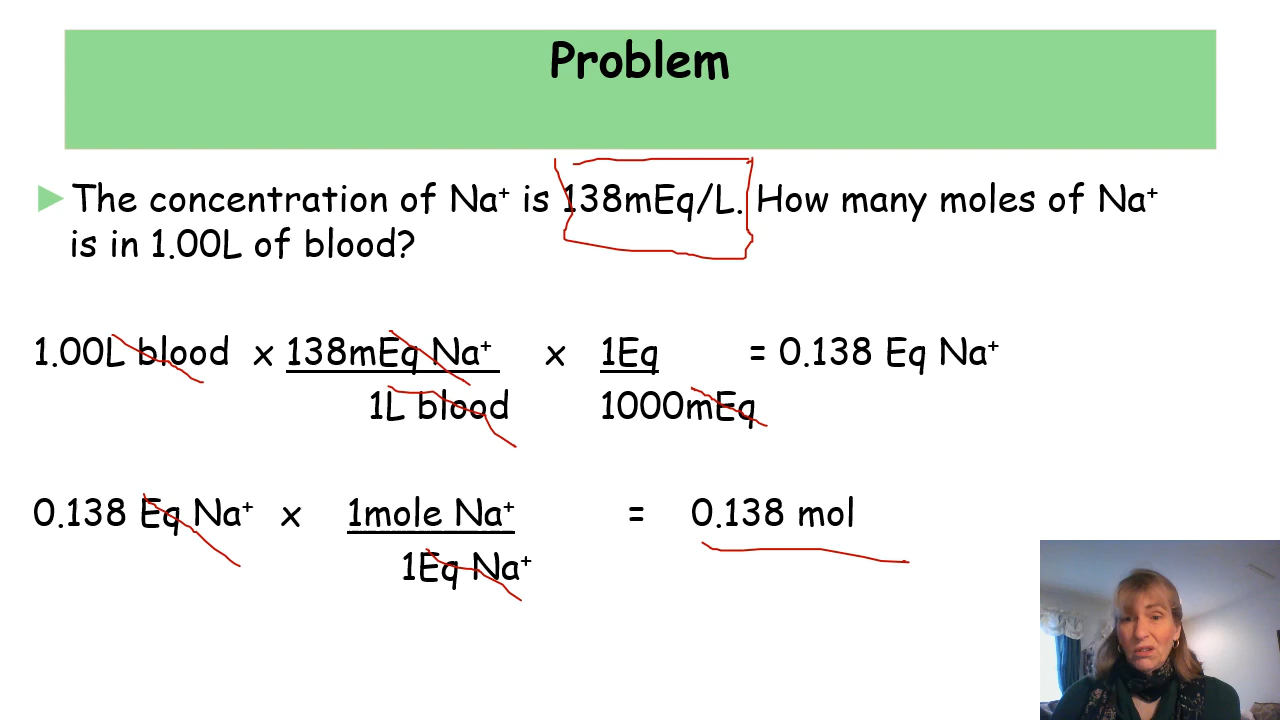 Problem
The concentration of Na⁺ is 138mEq/L. How many moles of Na⁺
is in 1.00L of blood?
1.00L blood x 138mEq Na⁺ x 1Eq = 0.138 Eq Na⁺
1L blood 1000mEq
0.138 Eq Na⁺ x 1mole Na⁺ = 0.138 mol
1Eq Na⁺